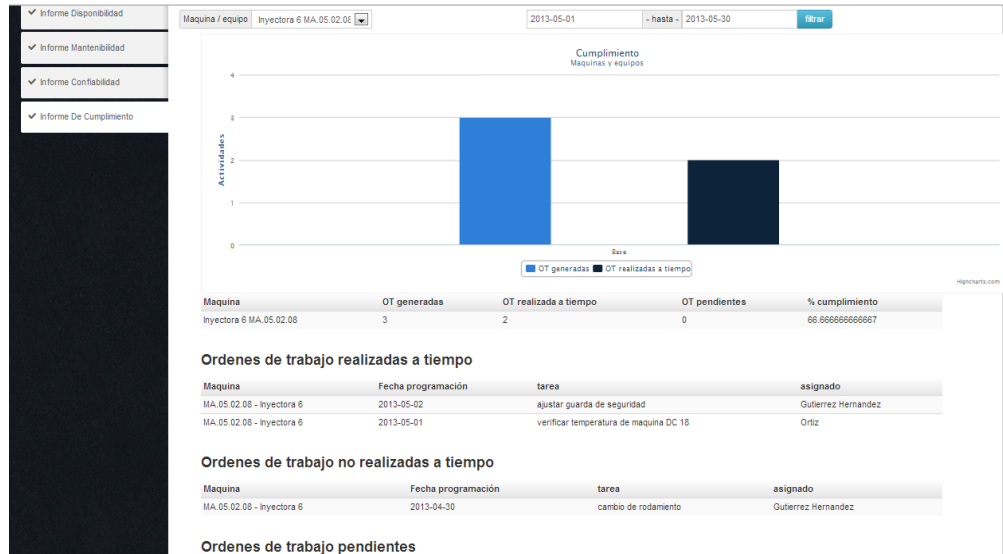 Informe Disponibilidad
Informe Mantenibilidad
Informe Confiabilidad
Informe De Cumplimiento
Maquina / equipo Inyectora 6 MA.05.02.08 2013-05-01 - hasta - 2013-05-30 filtrar
Cumplimiento
Maquinas y equipos
Actividades
4
3
2
1
0
Base
OT generadas OT realizadas a tiempo
Highcharts.com
Maquina OT generadas OT realizada a tiempo OT pendientes % cumplimiento
Inyectora 6 MA.05.02.08 3 2 0 66.666666666667
Ordenes de trabajo realizadas a tiempo
Maquina Fecha programación tarea asignado
MA.05.02.08 - Inyectora 6 2013-05-02 ajustar guarda de seguridad Gutierrez Hernandez
MA.05.02.08 - Inyectora 6 2013-05-01 verificar temperatura de maquina DC 18 Ortiz
Ordenes de trabajo no realizadas a tiempo
Maquina Fecha programación tarea asignado
MA.05.02.08 - Inyectora 6 2013-04-30 cambio de rodamiento Gutierrez Hernandez
Ordenes de trabajo pendientes